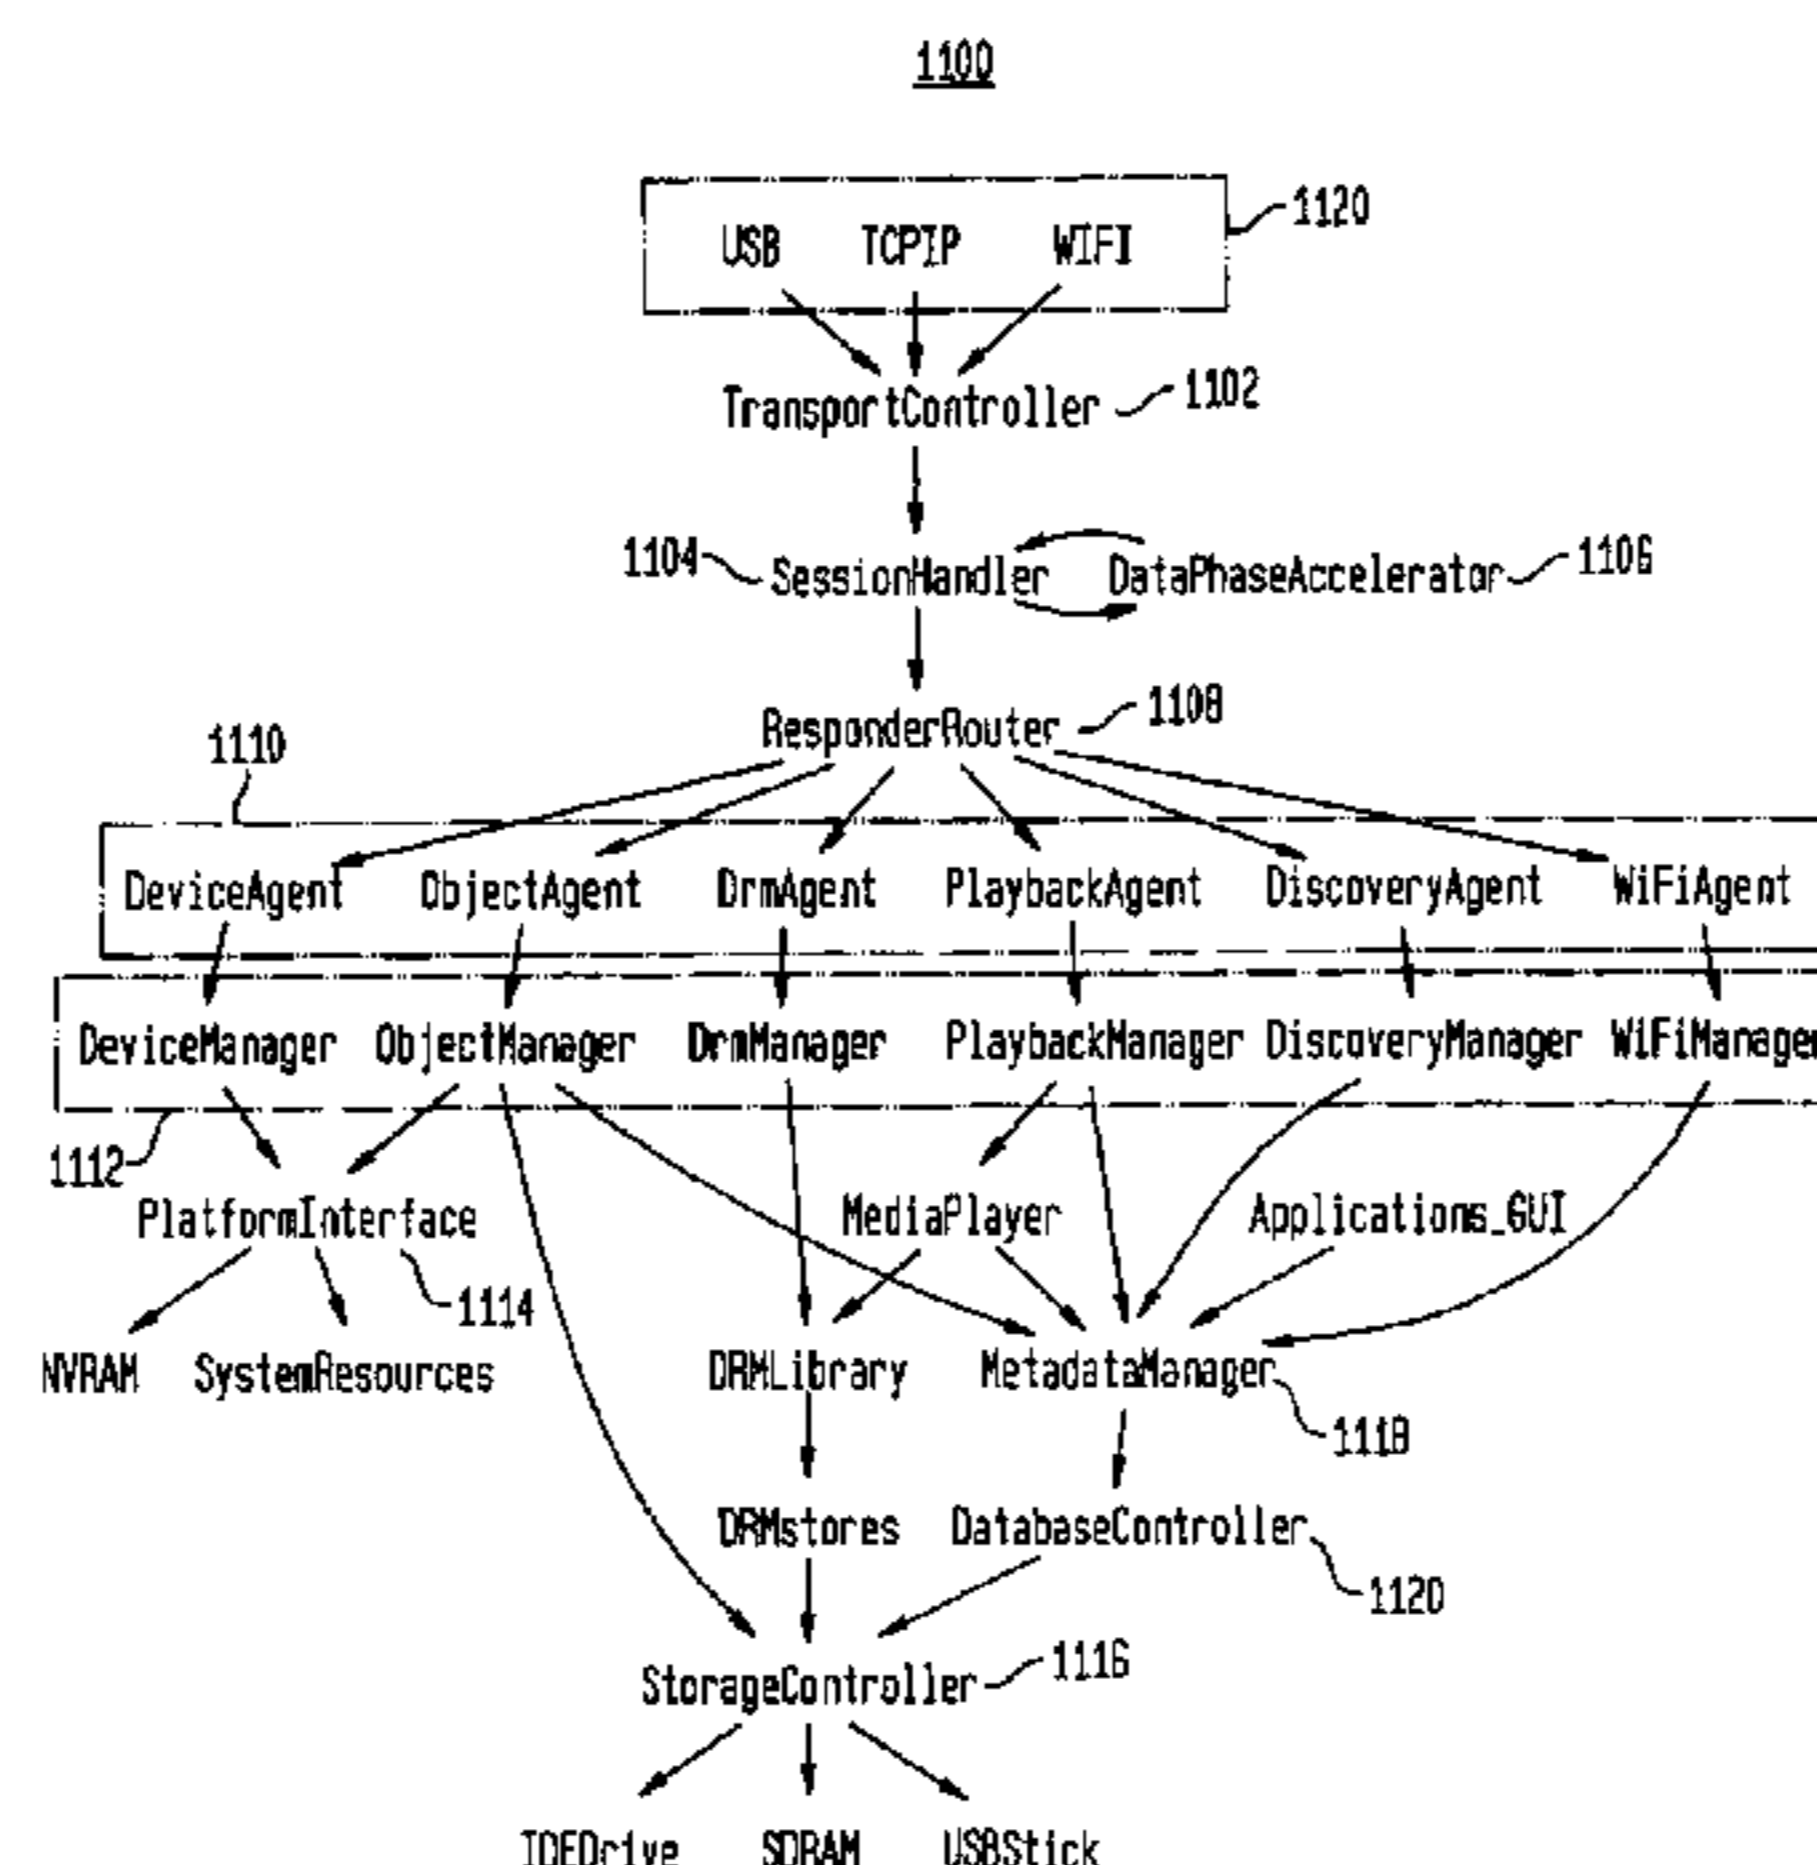 1100
USB TCPIP WIFI 1120
TransportController 1102
1104 SessionHandler DataPhaseAccelerator 1106
ResponderRouter 1108
1110
DeviceAgent ObjectAgent DrmAgent PlaybackAgent DiscoveryAgent WiFiAgent
DeviceManager ObjectManager DrmManager PlaybackManager DiscoveryManager WiFiManager
1112
PlatformInterface MediaPlayer Applications_GUI
1114
NVRAM SystemResources DRMLibrary MetadataManager
1118
DRMstores DatabaseController
1120
StorageController 1116
IDEDrive SDRAM USBStick